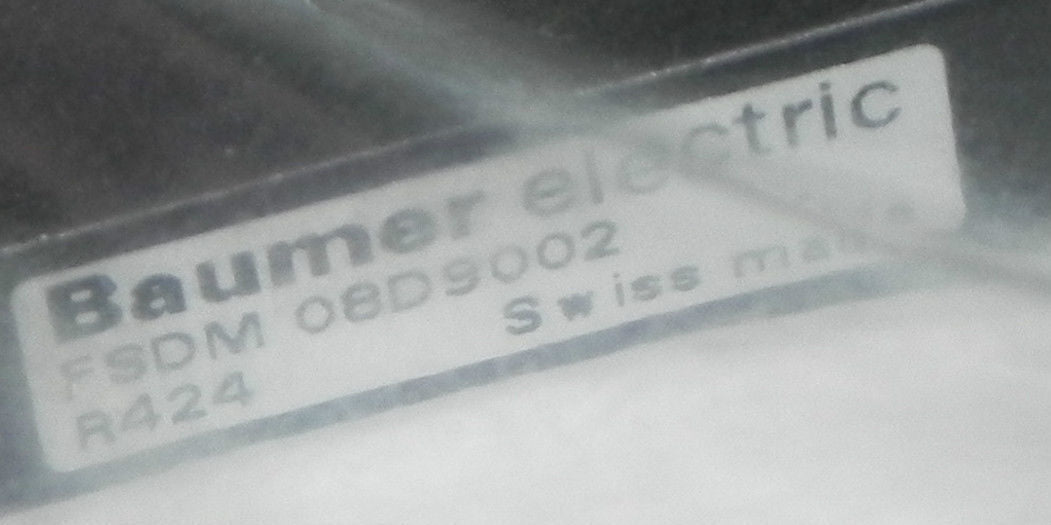 Baumer electric
FSDM 08D9002
R424 Swiss made